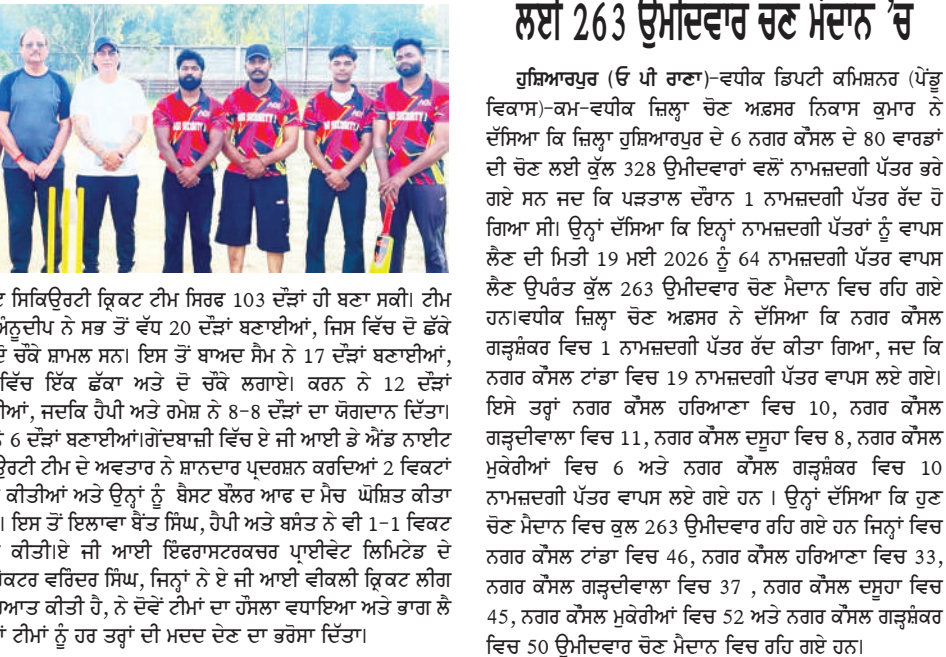 ਸਿਕਿਉਰਟੀ ਕ੍ਰਿਕਟ ਟੀਮ ਸਿਰਫ 103 ਦੌੜਾਂ ਹੀ ਬਣਾ ਸਕੀ। ਟੀਮ
ਨੇ ਸਭ ਤੋਂ ਵੱਧ 20 ਦੌੜਾਂ ਬਣਾਈਆਂ, ਜਿਸ ਵਿੱਚ ਦੋ ਛੱਕੇ
ਚੌਕੇ ਸ਼ਾਮਲ ਸਨ। ਇਸ ਤੋਂ ਬਾਅਦ ਸੈਮ ਨੇ 17 ਦੌੜਾਂ ਬਣਾਈਆਂ,
ਵਿੱਚ ਇੱਕ ਛੱਕਾ ਅਤੇ ਦੋ ਚੌਕੇ ਲਗਾਏ। ਕਰਨ ਨੇ 12 ਦੌੜਾਂ
ਜਦਕਿ ਹੈਪੀ ਅਤੇ ਰਮੇਸ਼ ਨੇ 8-8 ਦੌੜਾਂ ਦਾ ਯੋਗਦਾਨ ਦਿੱਤਾ।
6 ਦੌੜਾਂ ਬਣਾਈਆਂ।ਗੇਂਦਬਾਜ਼ੀ ਵਿੱਚ ਏ ਜੀ ਆਈ ਡੇ ਐਂਡ ਨਾਈਟ
ਟੀਮ ਦੇ ਅਵਤਾਰ ਨੇ ਸ਼ਾਨਦਾਰ ਪ੍ਰਦਰਸ਼ਨ ਕਰਦਿਆਂ 2 ਵਿਕਟਾਂ
ਕੀਤੀਆਂ ਅਤੇ ਉਨ੍ਹਾਂ ਨੂੰ ਬੈਸਟ ਬੌਲਰ ਆਫ ਦ ਮੈਚ ਘੋਸ਼ਿਤ ਕੀਤਾ
। ਇਸ ਤੋਂ ਇਲਾਵਾ ਬੈਂਤ ਸਿੰਘ, ਹੈਪੀ ਅਤੇ ਬਸੰਤ ਨੇ ਵੀ 1-1 ਵਿਕਟ
ਕੀਤੀ।ਏ ਜੀ ਆਈ ਇੰਫਰਾਸਟਰਕਚਰ ਪ੍ਰਾਈਵੇਟ ਲਿਮਿਟੇਡ ਦੇ
ਵਰਿੰਦਰ ਸਿੰਘ, ਜਿਨ੍ਹਾਂ ਨੇ ਏ ਜੀ ਆਈ ਵੀਕਲੀ ਕ੍ਰਿਕਟ ਲੀਗ
ਕੀਤੀ ਹੈ, ਨੇ ਦੋਵੇਂ ਟੀਮਾਂ ਦਾ ਹੌਸਲਾ ਵਧਾਇਆ ਅਤੇ ਭਾਗ ਲੈ
ਟੀਮਾਂ ਨੂੰ ਹਰ ਤਰ੍ਹਾਂ ਦੀ ਮਦਦ ਦੇਣ ਦਾ ਭਰੋਸਾ ਦਿੱਤਾ।
ਲਈ 263 ਉਮੀਦਵਾਰ ਚੋਣ ਮੈਦਾਨ 'ਚ
ਹੁਸ਼ਿਆਰਪੁਰ (ਓ ਪੀ ਰਾਣਾ)-ਵਧੀਕ ਡਿਪਟੀ ਕਮਿਸ਼ਨਰ (ਪੇਂਡੂ
ਵਿਕਾਸ)-ਕਮ-ਵਧੀਕ ਜ਼ਿਲ੍ਹਾ ਚੋਣ ਅਫ਼ਸਰ ਨਿਕਾਸ ਕੁਮਾਰ ਨੇ
ਦੱਸਿਆ ਕਿ ਜ਼ਿਲ੍ਹਾ ਹੁਸ਼ਿਆਰਪੁਰ ਦੇ 6 ਨਗਰ ਕੌਂਸਲ ਦੇ 80 ਵਾਰਡਾਂ
ਦੀ ਚੋਣ ਲਈ ਕੁੱਲ 328 ਉਮੀਦਵਾਰਾਂ ਵਲੋਂ ਨਾਮਜ਼ਦਗੀ ਪੱਤਰ ਭਰੇ
ਗਏ ਸਨ ਜਦ ਕਿ ਪੜਤਾਲ ਦੌਰਾਨ 1 ਨਾਮਜ਼ਦਗੀ ਪੱਤਰ ਰੱਦ ਹੋ
ਗਿਆ ਸੀ। ਉਨ੍ਹਾਂ ਦੱਸਿਆ ਕਿ ਇਨ੍ਹਾਂ ਨਾਮਜ਼ਦਗੀ ਪੱਤਰਾਂ ਨੂੰ ਵਾਪਸ
ਲੈਣ ਦੀ ਮਿਤੀ 19 ਮਈ 2026 ਨੂੰ 64 ਨਾਮਜ਼ਦਗੀ ਪੱਤਰ ਵਾਪਸ
ਲੈਣ ਉਪਰੰਤ ਕੁੱਲ 263 ਉਮੀਦਵਾਰ ਚੋਣ ਮੈਦਾਨ ਵਿਚ ਰਹਿ ਗਏ
ਹਨ।ਵਧੀਕ ਜ਼ਿਲ੍ਹਾ ਚੋਣ ਅਫ਼ਸਰ ਨੇ ਦੱਸਿਆ ਕਿ ਨਗਰ ਕੌਂਸਲ
ਗੜ੍ਹਸ਼ੰਕਰ ਵਿਚ 1 ਨਾਮਜ਼ਦਗੀ ਪੱਤਰ ਰੱਦ ਕੀਤਾ ਗਿਆ, ਜਦ ਕਿ
ਨਗਰ ਕੌਂਸਲ ਟਾਂਡਾ ਵਿਚ 19 ਨਾਮਜ਼ਦਗੀ ਪੱਤਰ ਵਾਪਸ ਲਏ ਗਏ।
ਇਸੇ ਤਰ੍ਹਾਂ ਨਗਰ ਕੌਂਸਲ ਹਰਿਆਣਾ ਵਿਚ 10, ਨਗਰ ਕੌਂਸਲ
ਗੜ੍ਹਦੀਵਾਲਾ ਵਿਚ 11, ਨਗਰ ਕੌਂਸਲ ਦਸੂਹਾ ਵਿਚ 8, ਨਗਰ ਕੌਂਸਲ
ਮੁਕੇਰੀਆਂ ਵਿਚ 6 ਅਤੇ ਨਗਰ ਕੌਂਸਲ ਗੜ੍ਹਸ਼ੰਕਰ ਵਿਚ 10
ਨਾਮਜ਼ਦਗੀ ਪੱਤਰ ਵਾਪਸ ਲਏ ਗਏ ਹਨ । ਉਨ੍ਹਾਂ ਦੱਸਿਆ ਕਿ ਹੁਣ
ਚੋਣ ਮੈਦਾਨ ਵਿਚ ਕੁਲ 263 ਉਮੀਦਵਾਰ ਰਹਿ ਗਏ ਹਨ ਜਿਨ੍ਹਾਂ ਵਿਚ
ਨਗਰ ਕੌਂਸਲ ਟਾਂਡਾ ਵਿਚ 46, ਨਗਰ ਕੌਂਸਲ ਹਰਿਆਣਾ ਵਿਚ 33,
ਨਗਰ ਕੌਂਸਲ ਗੜ੍ਹਦੀਵਾਲਾ ਵਿਚ 37 , ਨਗਰ ਕੌਂਸਲ ਦਸੂਹਾ ਵਿਚ
45, ਨਗਰ ਕੌਂਸਲ ਮੁਕੇਰੀਆਂ ਵਿਚ 52 ਅਤੇ ਨਗਰ ਕੌਂਸਲ ਗੜ੍ਹਸ਼ੰਕਰ
ਵਿਚ 50 ਉਮੀਦਵਾਰ ਚੋਣ ਮੈਦਾਨ ਵਿਚ ਰਹਿ ਗਏ ਹਨ।